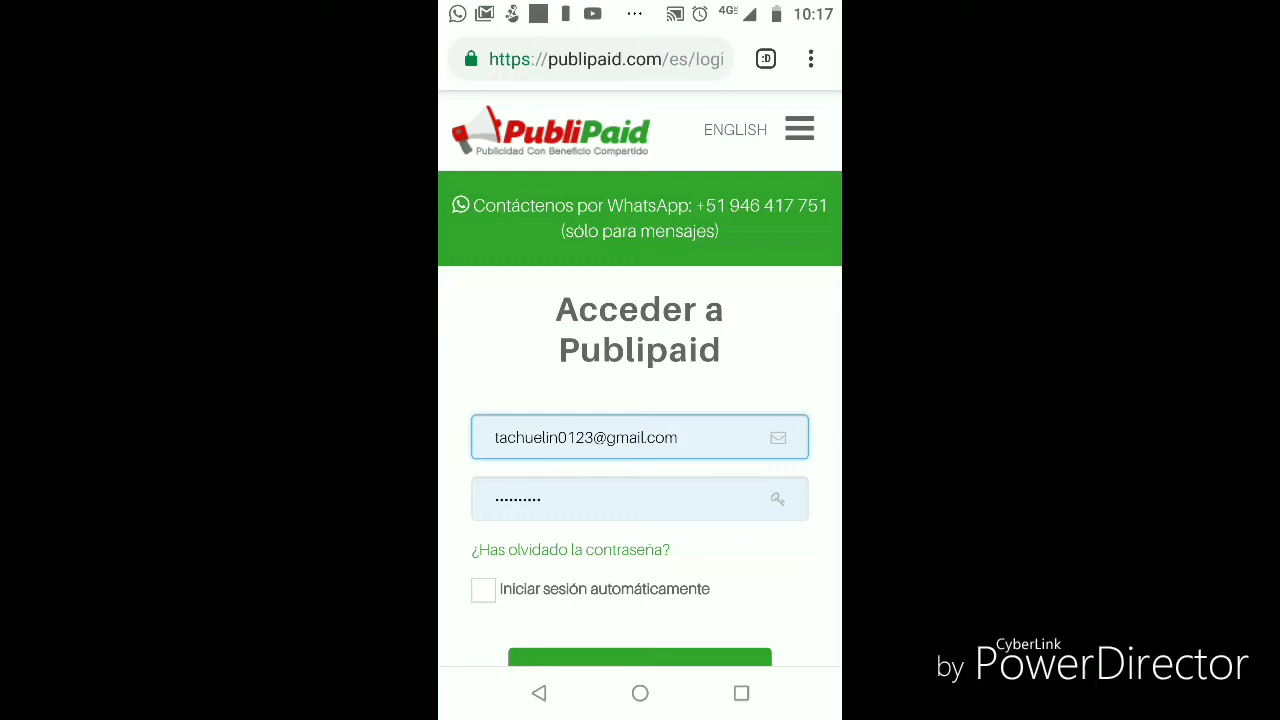 10:17
https://publipaid.com/es/logi
:D
PubliPaid
Publicidad Con Beneficio Compartido
ENGLISH
Contáctenos por WhatsApp: +51 946 417 751
(sólo para mensajes)
Acceder a
Publipaid
tachuelin0123@gmail.com
••••••••••
¿Has olvidado la contraseña?
Iniciar sesión automáticamente
CyberLink
by PowerDirector